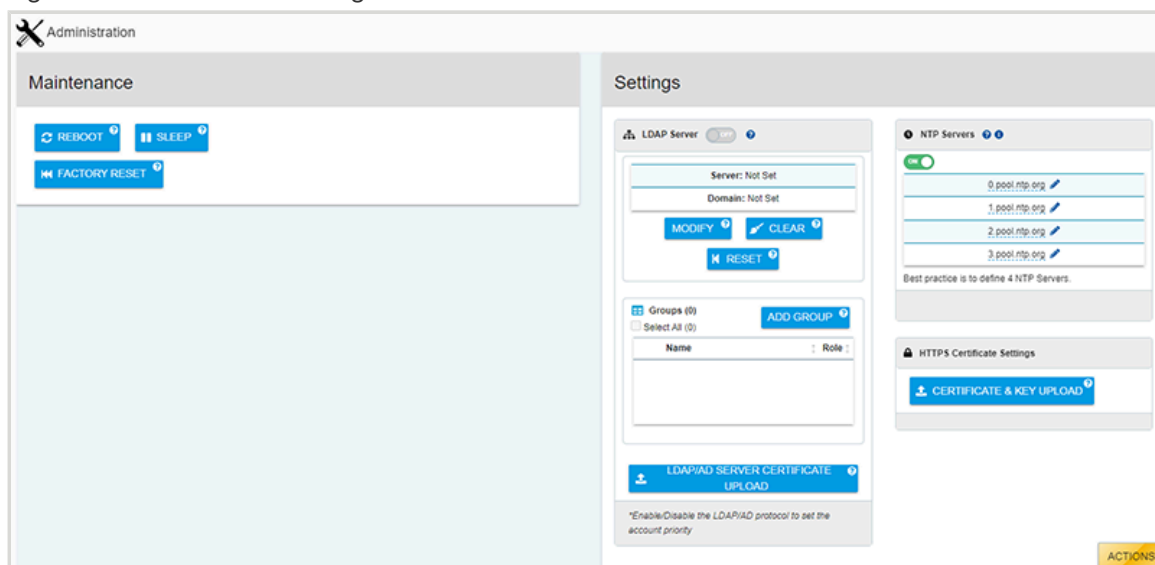 Administration
Maintenance
REBOOT
SLEEP
FACTORY RESET
Settings
LDAP Server
OFF
Server: Not Set
Domain: Not Set
MODIFY
CLEAR
RESET
Groups (0)
Select All (0)
ADD GROUP
Name
Role
LDAP/AD SERVER CERTIFICATE
UPLOAD
*Enable/Disable the LDAP/AD protocol to set the
account priority
NTP Servers
ON
0.pool.ntp.org
1.pool.ntp.org
2.pool.ntp.org
3.pool.ntp.org
Best practice is to define 4 NTP Servers.
HTTPS Certificate Settings
CERTIFICATE & KEY UPLOAD
ACTIONS